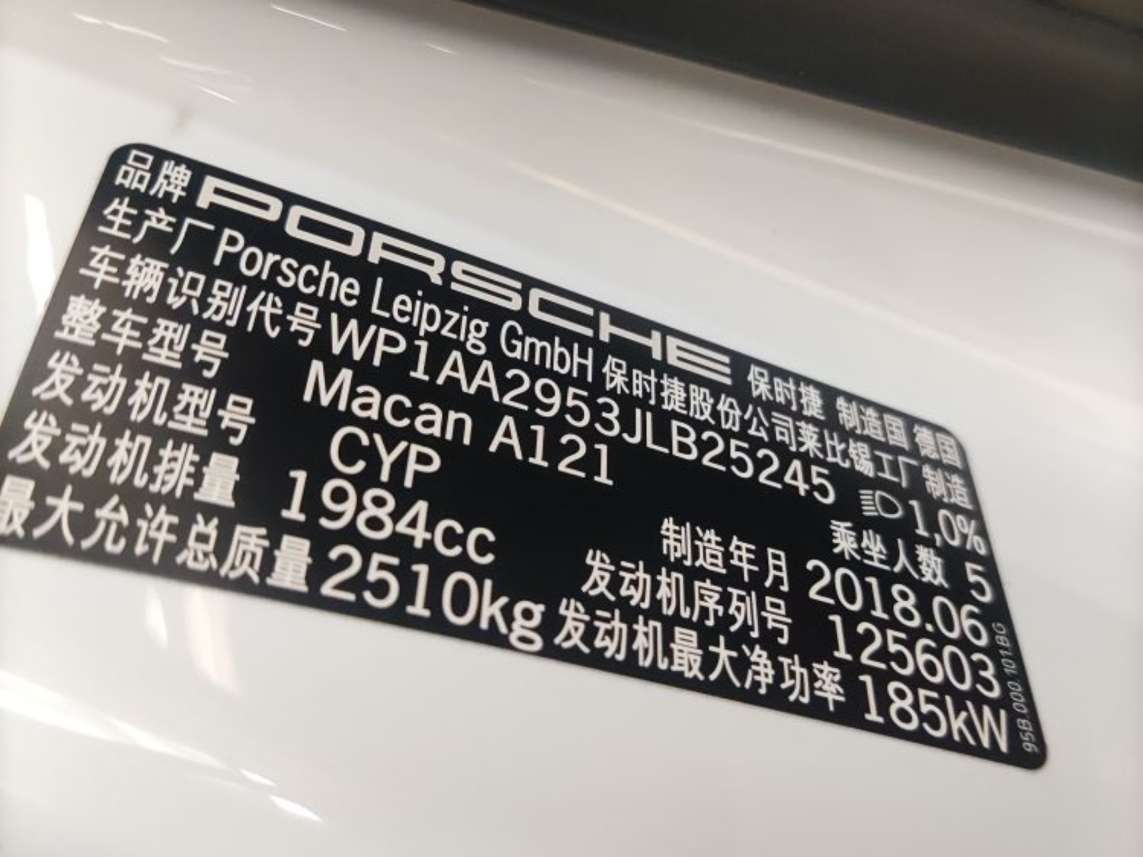 品牌 PORSCHE 保时捷 制造国 德国
生产厂 Porsche Leipzig GmbH 保时捷股份公司莱比锡工厂制造
车辆识别代号 WP1AA2953JLB25245 1,0%
整车型号 Macan A121 乘坐人数 5
发动机型号 CYP 制造年月 2018.06
发动机排量 1984cc 发动机序列号 125603
最大允许总质量 2510kg 发动机最大净功率 185kW
95B.000.101.BG